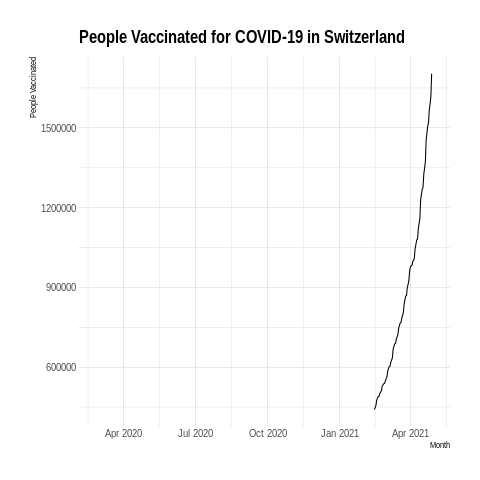 People Vaccinated for COVID-19 in Switzerland
People Vaccinated
1500000
1200000
900000
600000
Apr 2020 Jul 2020 Oct 2020 Jan 2021 Apr 2021
Month